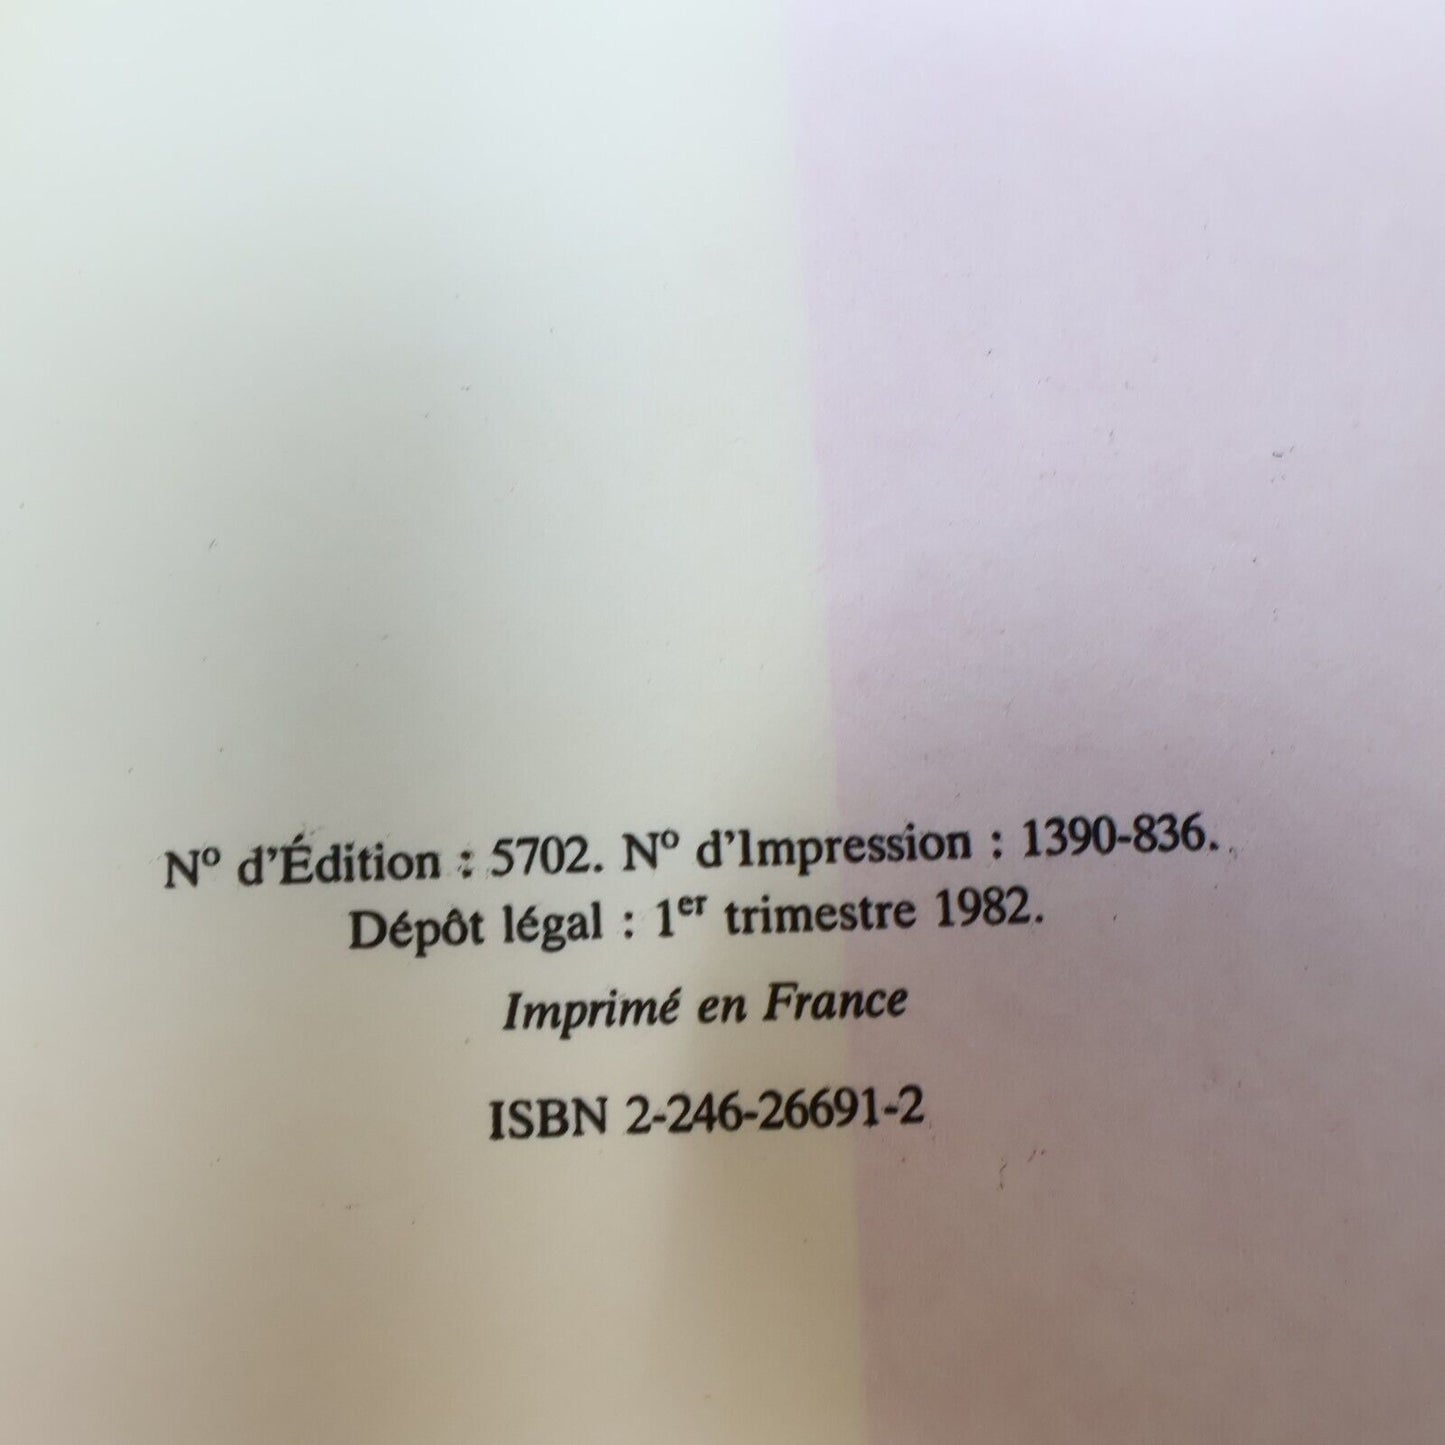 Nº d'Édition : 5702. Nº d'Impression : 1390-836.
Dépôt légal : 1er trimestre 1982.
Imprimé en France
ISBN 2-246-26691-2